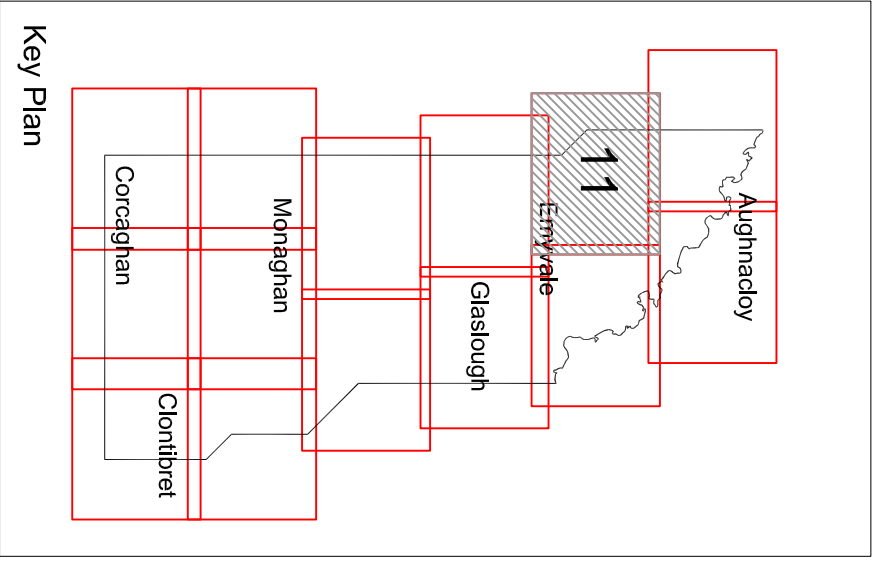 Key Plan
Aughnacloy
11
Emyvale
Glaslough
Monaghan
Corcaghan
Clontibret